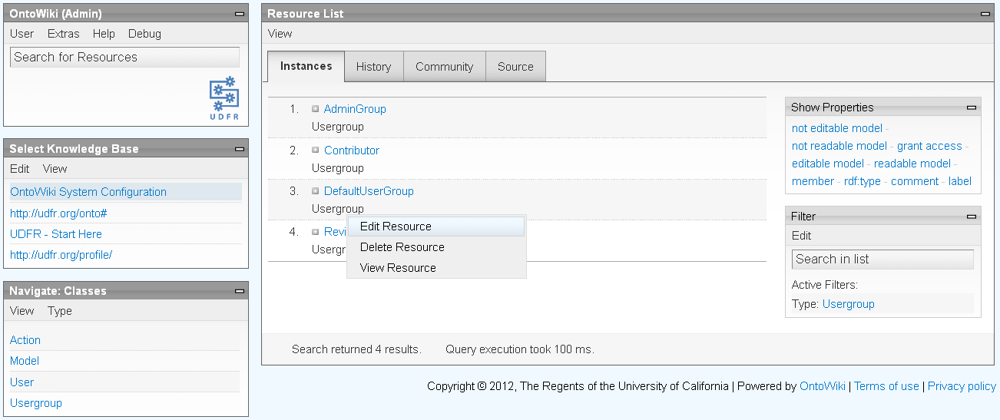 OntoWiki (Admin)
User Extras Help Debug
Search for Resources
UDFR
Select Knowledge Base
Edit View
OntoWiki System Configuration
http://udfr.org/onto#
UDFR - Start Here
http://udfr.org/profile/
Navigate: Classes
View Type
Action
Model
User
Usergroup
Resource List
View
Instances History Community Source
1. AdminGroup
Usergroup
2. Contributor
Usergroup
3. DefaultUserGroup
Usergroup
4. Revi
Usergr
Edit Resource
Delete Resource
View Resource
Show Properties
not editable model -
not readable model - grant access -
editable model - readable model -
member - rdf:type - comment - label
Filter
Edit
Search in list
Active Filters:
Type: Usergroup
Search returned 4 results. Query execution took 100 ms.
Copyright © 2012, The Regents of the University of California | Powered by OntoWiki | Terms of use | Privacy policy